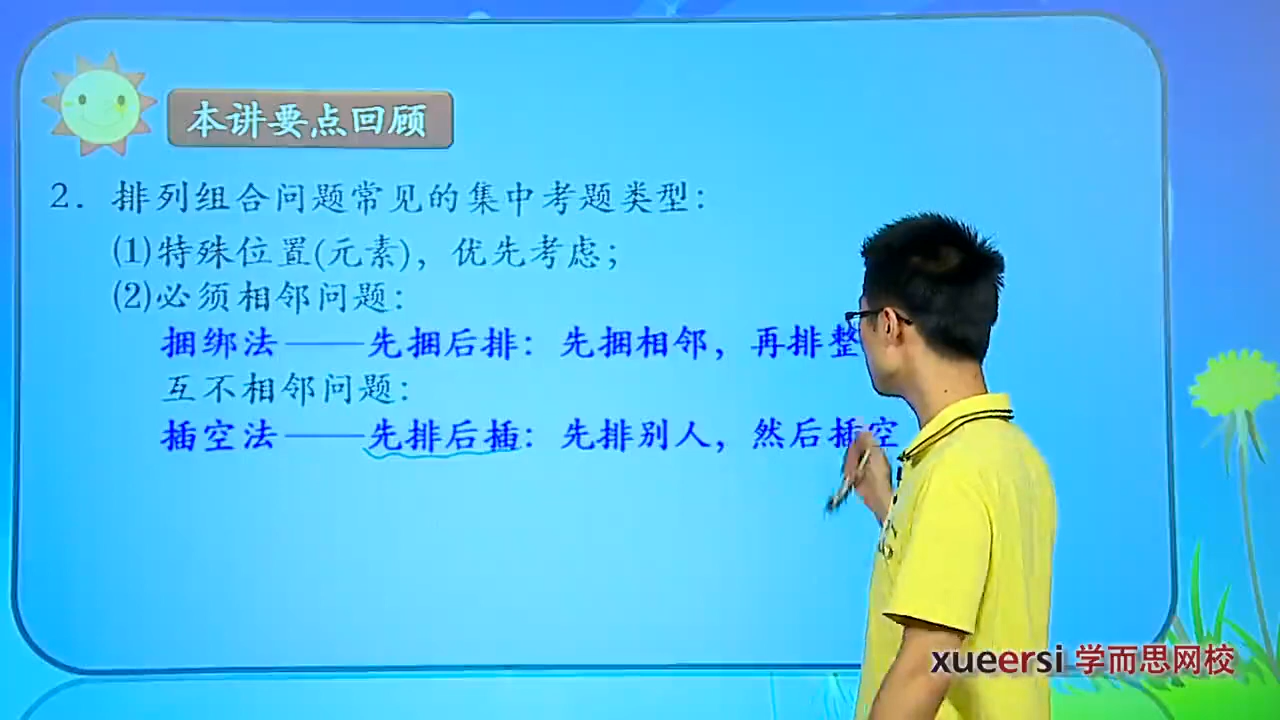 本讲要点回顾
2. 排列组合问题常见的集中考题类型：
(1)特殊位置(元素)，优先考虑；
(2)必须相邻问题：
捆绑法——先捆后排：先捆相邻，再排整
互不相邻问题：
插空法——先排后插：先排别人，然后插空
xueersi 学而思网校